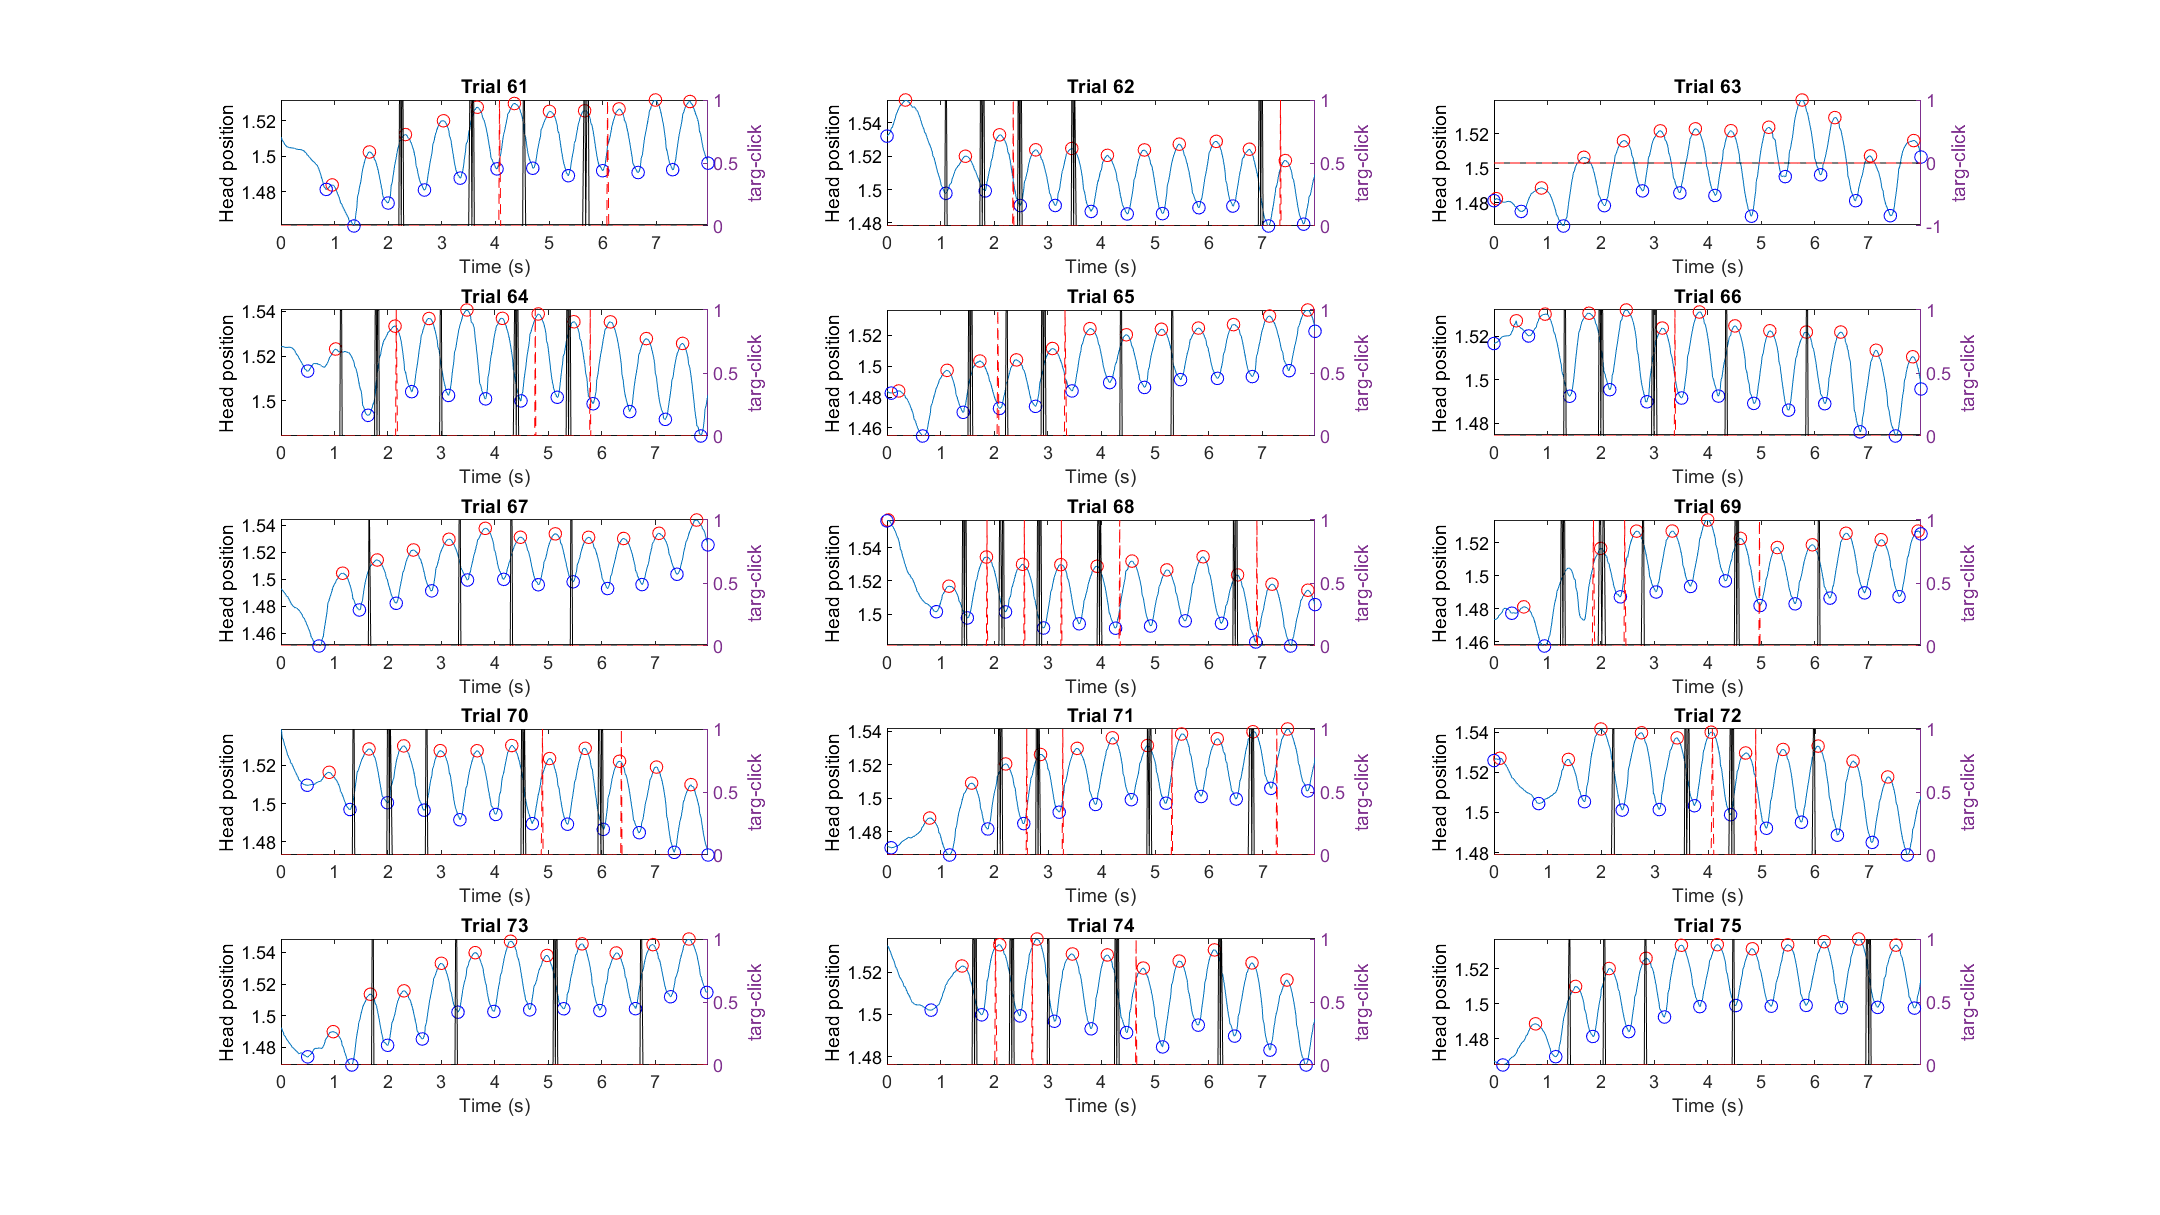 Trial 61
Trial 62
Trial 63
Head position
1.52
1.5
1.48
1
0.5
0
targ-click
0 1 2 3 4 5 6 7
Time (s)
Head position
1.54
1.52
1.5
1.48
1
0.5
0
targ-click
0 1 2 3 4 5 6 7
Time (s)
Head position
1.52
1.5
1.48
1
0
-1
targ-click
0 1 2 3 4 5 6 7
Time (s)
Trial 64
Trial 65
Trial 66
Head position
1.54
1.52
1.5
1
0.5
0
targ-click
0 1 2 3 4 5 6 7
Time (s)
Head position
1.52
1.5
1.48
1.46
1
0.5
0
targ-click
0 1 2 3 4 5 6 7
Time (s)
Head position
1.52
1.5
1.48
1
0.5
0
targ-click
0 1 2 3 4 5 6 7
Time (s)
Trial 67
Trial 68
Trial 69
Head position
1.54
1.52
1.5
1.48
1.46
1
0.5
0
targ-click
0 1 2 3 4 5 6 7
Time (s)
Head position
1.54
1.52
1.5
1
0.5
0
targ-click
0 1 2 3 4 5 6 7
Time (s)
Head position
1.52
1.5
1.48
1.46
1
0.5
0
targ-click
0 1 2 3 4 5 6 7
Time (s)
Trial 70
Trial 71
Trial 72
Head position
1.52
1.5
1.48
1
0.5
0
targ-click
0 1 2 3 4 5 6 7
Time (s)
Head position
1.54
1.52
1.5
1.48
1
0.5
0
targ-click
0 1 2 3 4 5 6 7
Time (s)
Head position
1.54
1.52
1.5
1.48
1
0.5
0
targ-click
0 1 2 3 4 5 6 7
Time (s)
Trial 73
Trial 74
Trial 75
Head position
1.54
1.52
1.5
1.48
1
0.5
0
targ-click
0 1 2 3 4 5 6 7
Time (s)
Head position
1.52
1.5
1.48
1
0.5
0
targ-click
0 1 2 3 4 5 6 7
Time (s)
Head position
1.52
1.5
1.48
1
0.5
0
targ-click
0 1 2 3 4 5 6 7
Time (s)